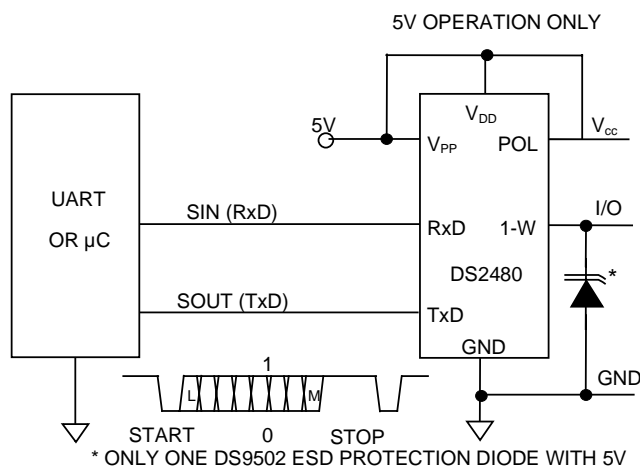 5V OPERATION ONLY
5V
VDD
VPP
POL
Vcc
UART
OR µC
SIN (RxD)
RxD
1-W
I/O
DS2480
*
SOUT (TxD)
TxD
GND
GND
1
L
M
START
0
STOP
* ONLY ONE DS9502 ESD PROTECTION DIODE WITH 5V